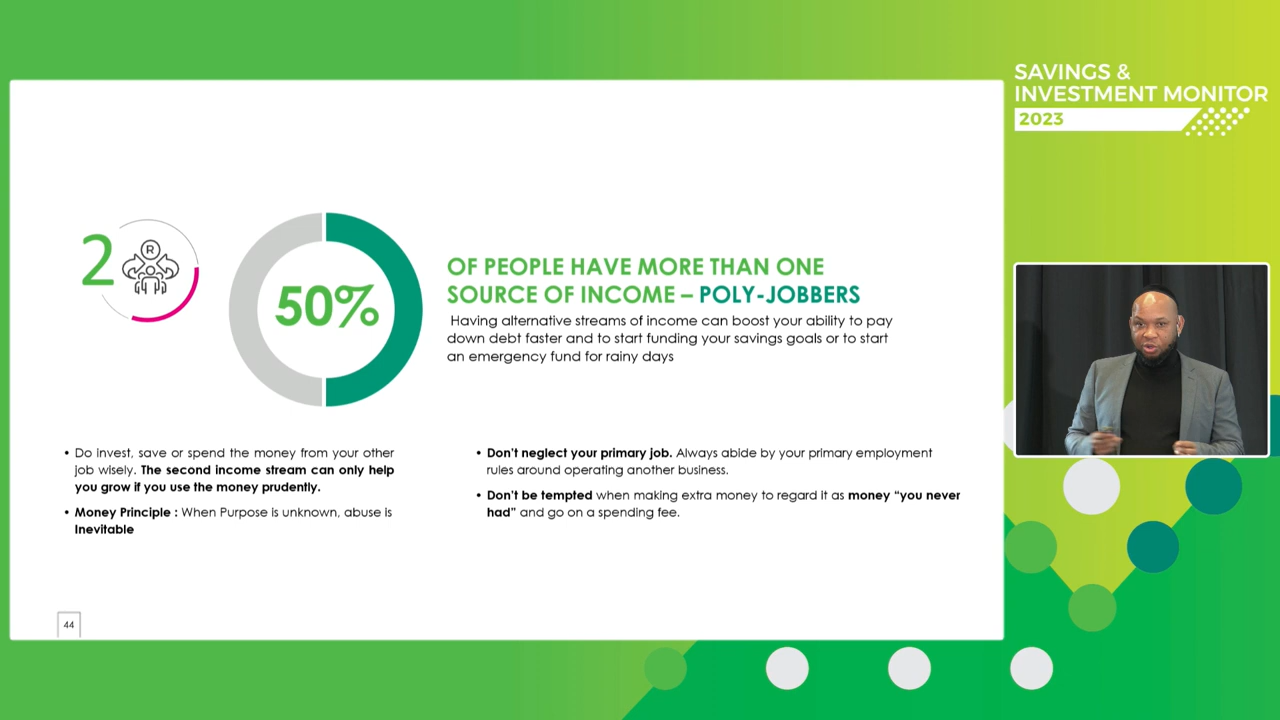 SAVINGS &
INVESTMENT MONITOR
2023
2
R
50%
OF PEOPLE HAVE MORE THAN ONE
SOURCE OF INCOME – POLY-JOBBERS
Having alternative streams of income can boost your ability to pay
down debt faster and to start funding your savings goals or to start
an emergency fund for rainy days
• Do invest, save or spend the money from your other
job wisely. The second income stream can only help
you grow if you use the money prudently.
• Money Principle : When Purpose is unknown, abuse is
Inevitable
• Don't neglect your primary job. Always abide by your primary employment
rules around operating another business.
• Don't be tempted when making extra money to regard it as money “you never
had” and go on a spending fee.
44